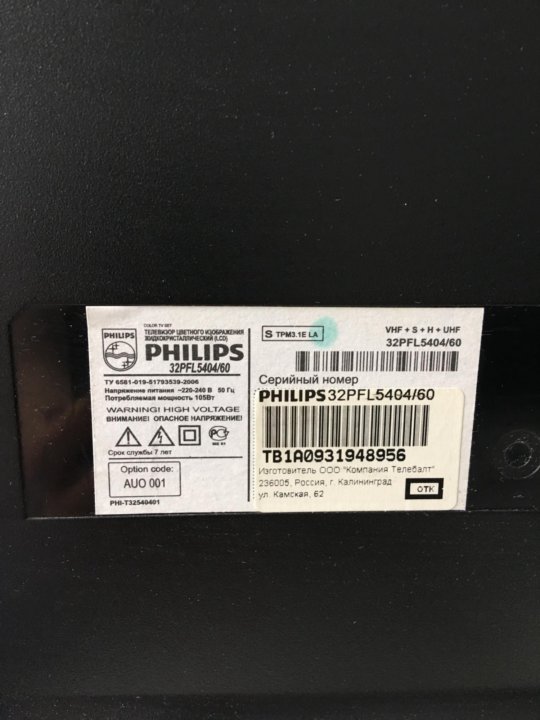 COLOR TV SET
PHILIPS
ТЕЛЕВИЗОР ЦВЕТНОГО ИЗОБРАЖЕНИЯ
ЖИДКОКРИСТАЛЛИЧЕСКИЙ (LCD)
PHILIPS
32PFL5404/60
ТУ 6581-019-51793539-2006
Напряжение питания ~220-240 В 50 Гц
Потребляемая мощность 105Вт
WARNING! HIGH VOLTAGE
ВНИМАНИЕ! ОПАСНОЕ НАПРЯЖЕНИЕ!
Срок службы 7 лет
Option code:
AUO 001
PHI-T32540401
S TPM3.1E LA
VHF + S + H + UHF
32PFL5404/60
Серийный номер
PHILIPS 32PFL5404/60
TB1A0931948956
Изготовитель ООО "Компания Телебалт"
236005, Россия, г. Калининград
ул. Камская, 62
ОТК